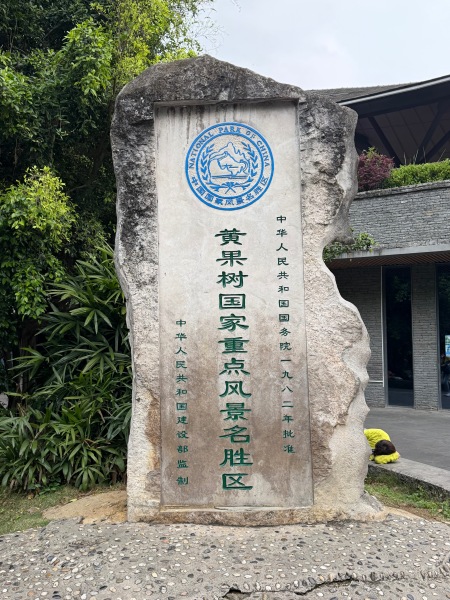 NATIONAL PARK OF CHINA
中国国家风景名胜区
中华人民共和国国务院一九八二年批准
黄果树国家重点风景名胜区
中华人民共和国建设部监制